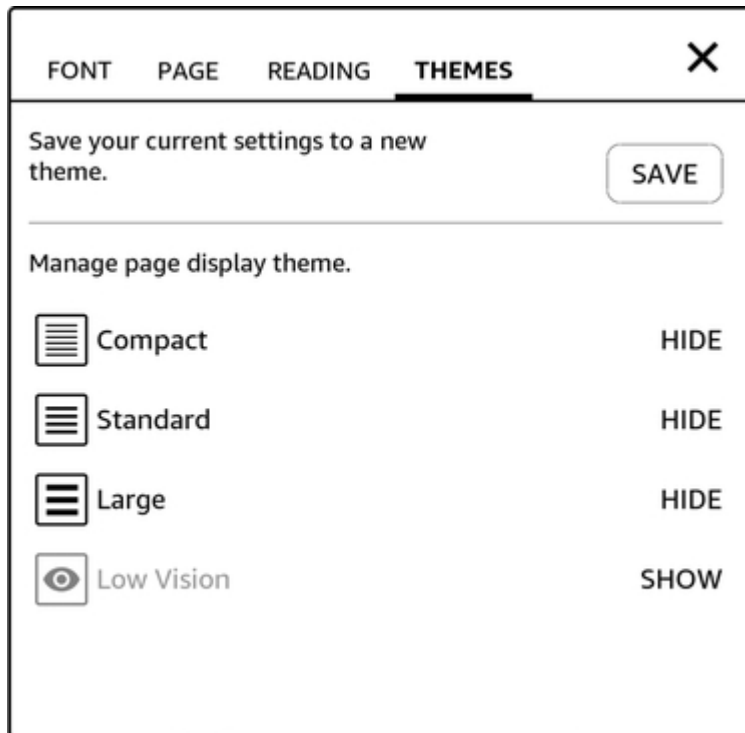 FONT PAGE READING THEMES
Save your current settings to a new
theme.
SAVE
Manage page display theme.
Compact HIDE
Standard HIDE
Large HIDE
Low Vision SHOW